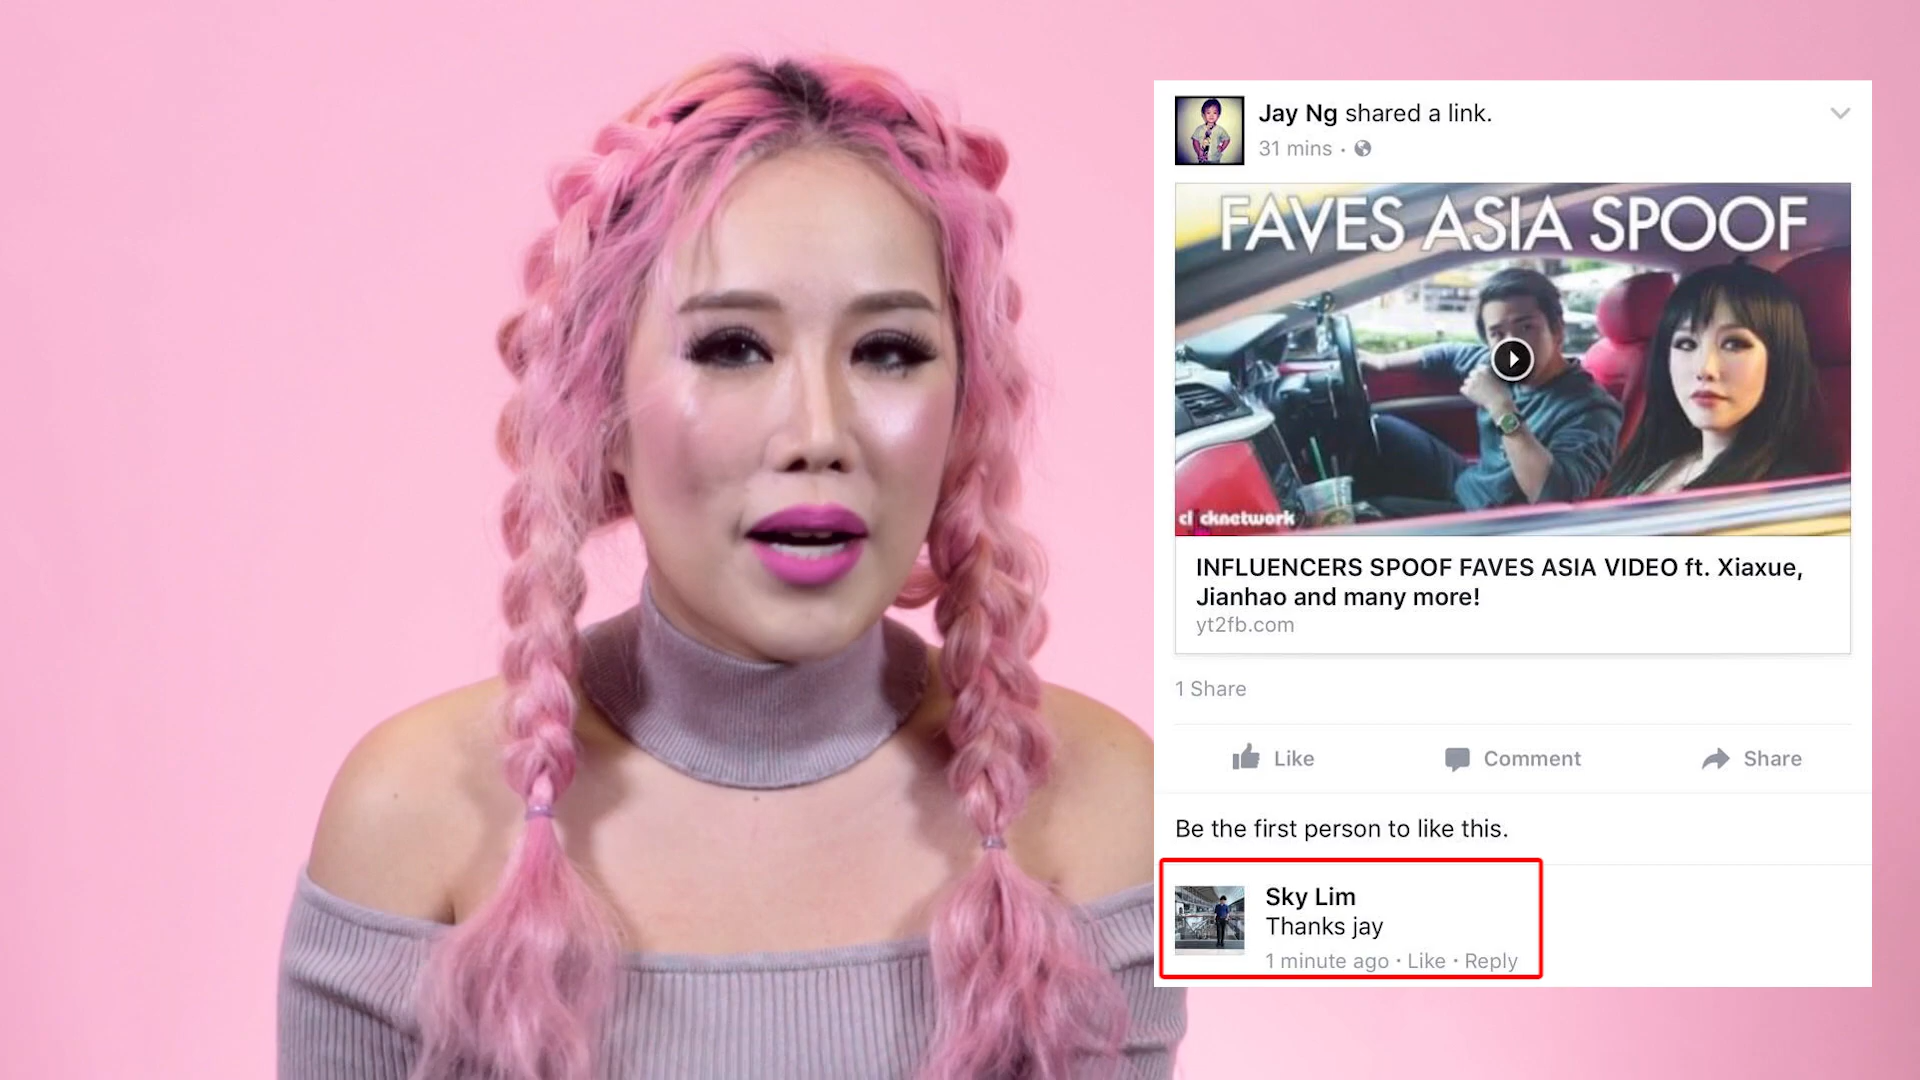 Jay Ng shared a link.
31 mins ·
FAVES ASIA SPOOF
clicknetwork
INFLUENCERS SPOOF FAVES ASIA VIDEO ft. Xiaxue,
Jianhao and many more!
yt2fb.com
1 Share
Like Comment Share
Be the first person to like this.
Sky Lim
Thanks jay
1 minute ago · Like · Reply